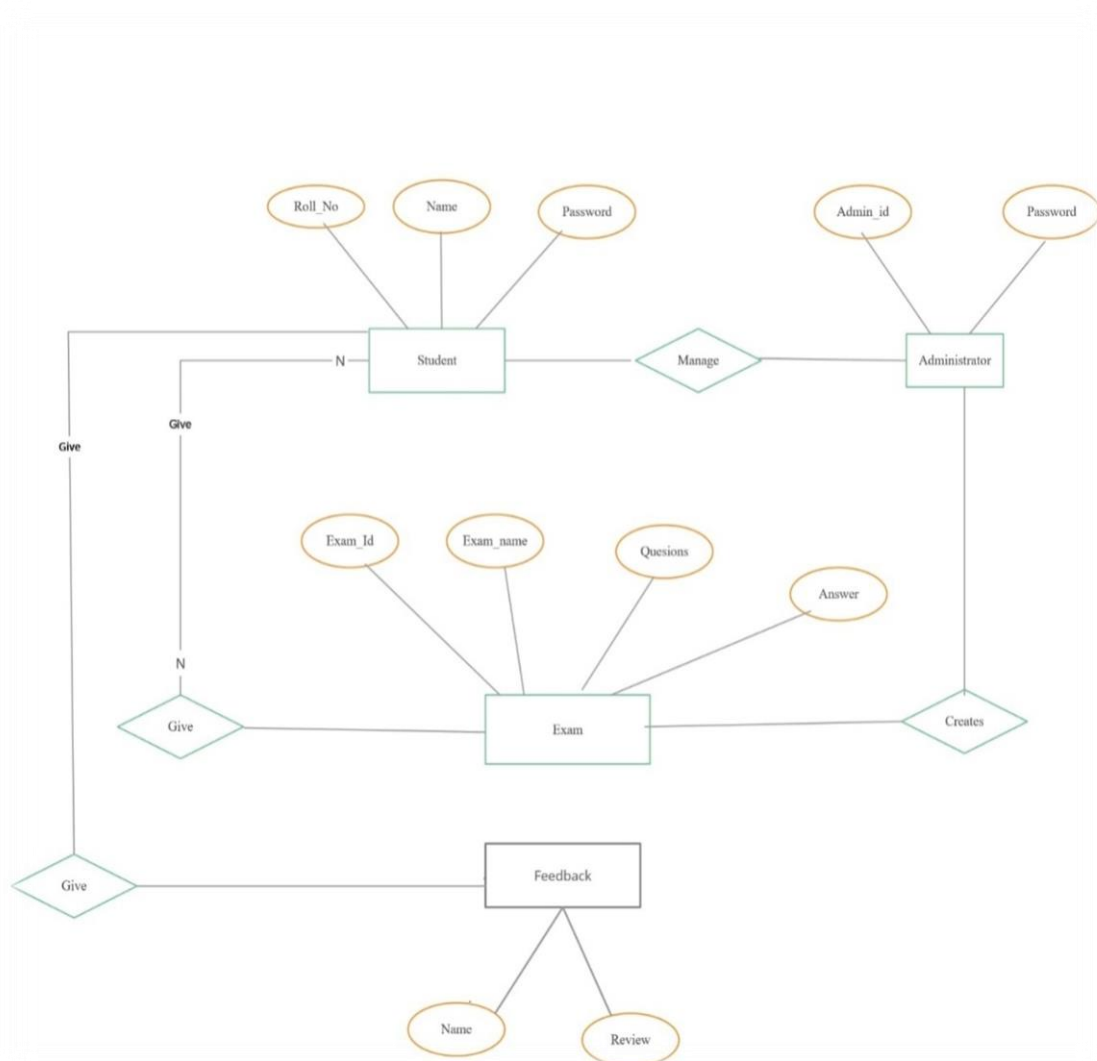 Roll_No
Name
Password
Admin_id
Password
Student
N
Manage
Administrator
Give
Give
Exam_Id
Exam_name
Quesions
Answer
N
Give
Exam
Creates
Give
Feedback
Name
Review